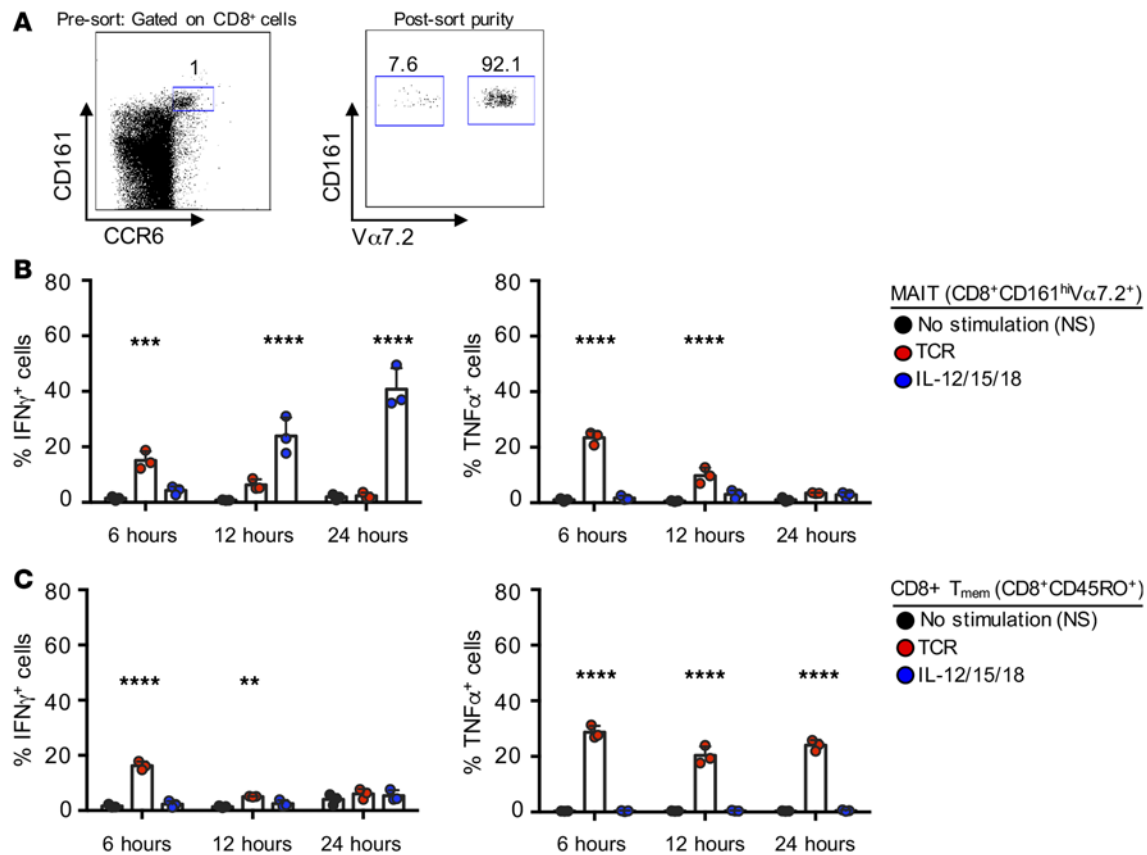 A
Pre-sort: Gated on CD8⁺ cells
Post-sort purity
1
7.6 92.1
CD161
CCR6
CD161
Vα7.2
B
80
60
40
20
0
% IFNγ⁺ cells
***
****
****
6 hours 12 hours 24 hours
80
60
40
20
0
% TNFα⁺ cells
****
****
6 hours 12 hours 24 hours
MAIT (CD8⁺CD161ʰⁱVα7.2⁺)
No stimulation (NS)
TCR
IL-12/15/18
C
80
60
40
20
0
% IFNγ⁺ cells
****
**
6 hours 12 hours 24 hours
80
60
40
20
0
% TNFα⁺ cells
****
****
****
6 hours 12 hours 24 hours
CD8+ Tₘₑₘ (CD8⁺CD45RO⁺)
No stimulation (NS)
TCR
IL-12/15/18